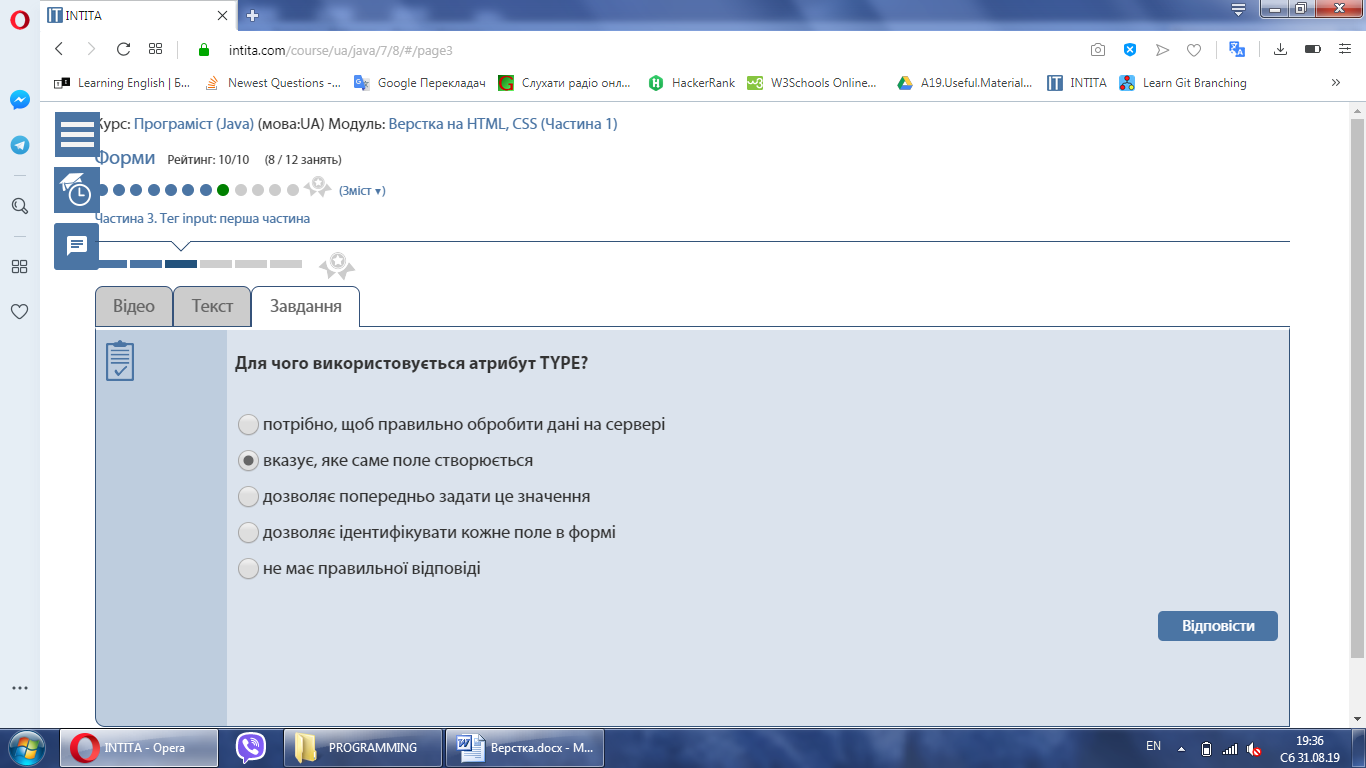 INTITA
intita.com/course/ua/java/7/8/#/page3
Learning English | Б...
Newest Questions -...
Google Перекладач
Слухати радіо онл...
HackerRank
W3Schools Online...
A19.Useful.Material...
INTITA
Learn Git Branching
Курс: Програміст (Java) (мова:UA) Модуль: Верстка на HTML, CSS (Частина 1)
Форми Рейтинг: 10/10 (8 / 12 занять)
(Зміст ▾)
Частина 3. Тег input: перша частина
Відео
Текст
Завдання
Для чого використовується атрибут TYPE?
потрібно, щоб правильно обробити дані на сервері
вказує, яке саме поле створюється
дозволяє попередньо задати це значення
дозволяє ідентифікувати кожне поле в формі
не має правильної відповіді
Відповісти
INTITA - Opera
PROGRAMMING
Верстка.docx - M...
EN
19:36
Сб 31.08.19